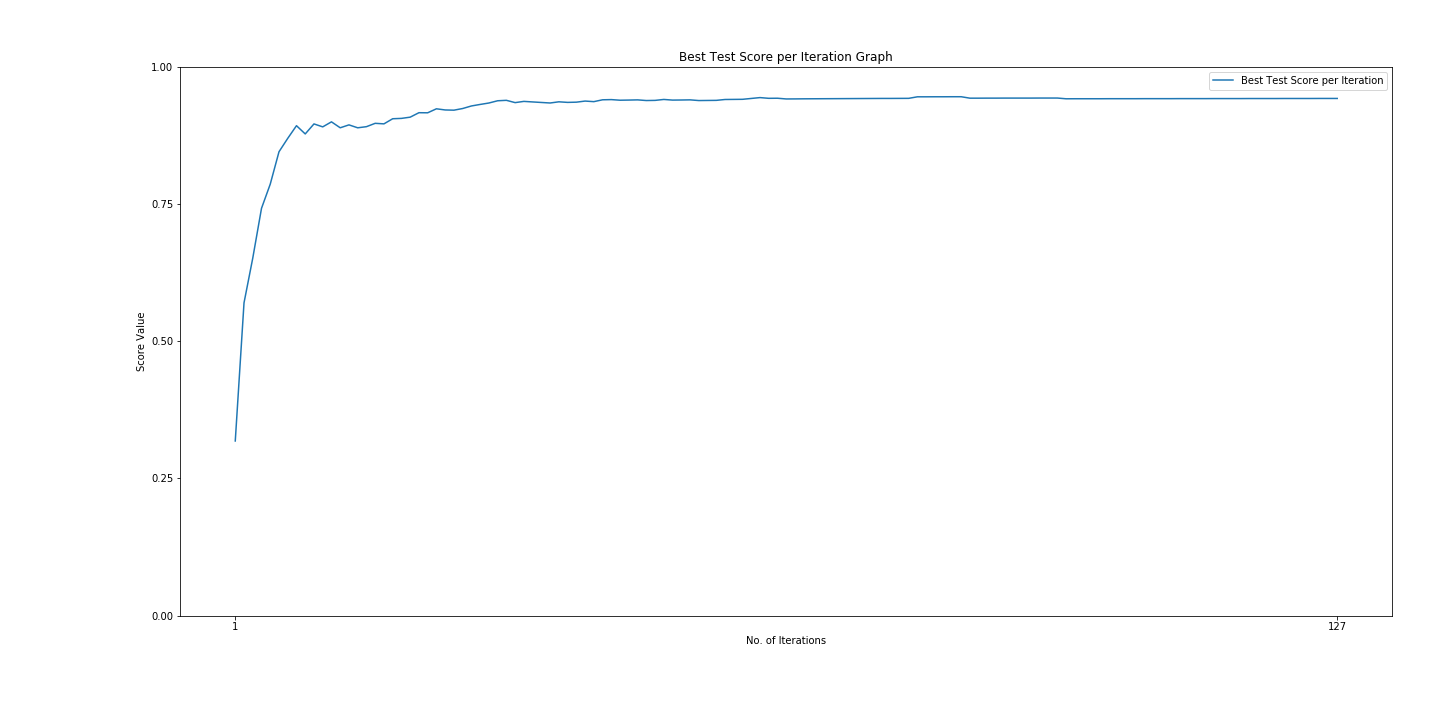 Best Test Score per Iteration Graph
1.00
Best Test Score per Iteration
0.75
0.50
Score Value
0.25
0.00
1
127
No. of Iterations